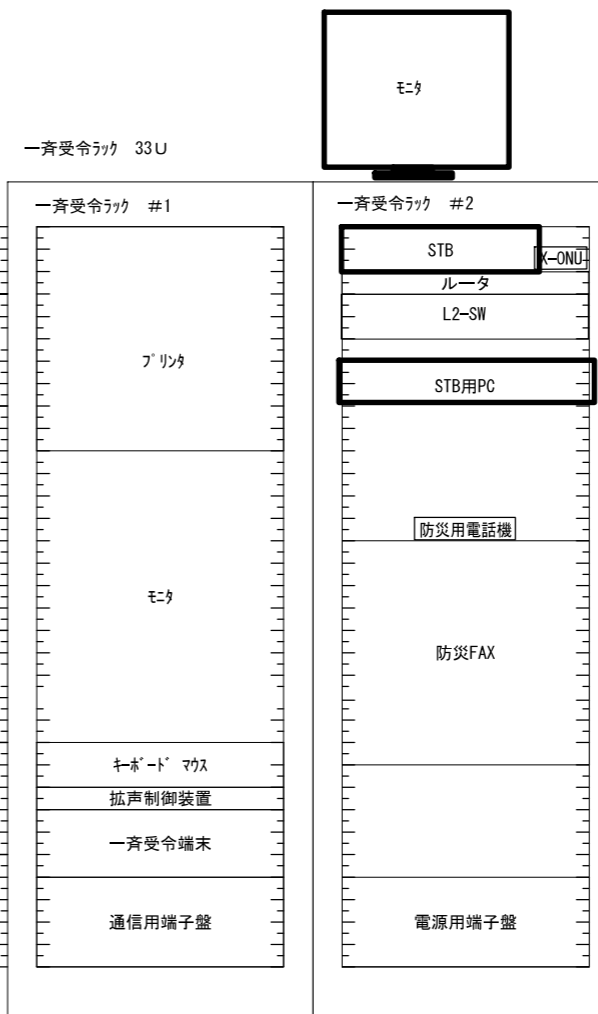 モニタ
一斉受令ラック 33U
一斉受令ラック #1
一斉受令ラック #2
STB
X-ONU
ルータ
L2-SW
プリンタ
STB用PC
防災用電話機
モニタ
防災FAX
キーボード マウス
拡声制御装置
一斉受令端末
通信用端子盤
電源用端子盤